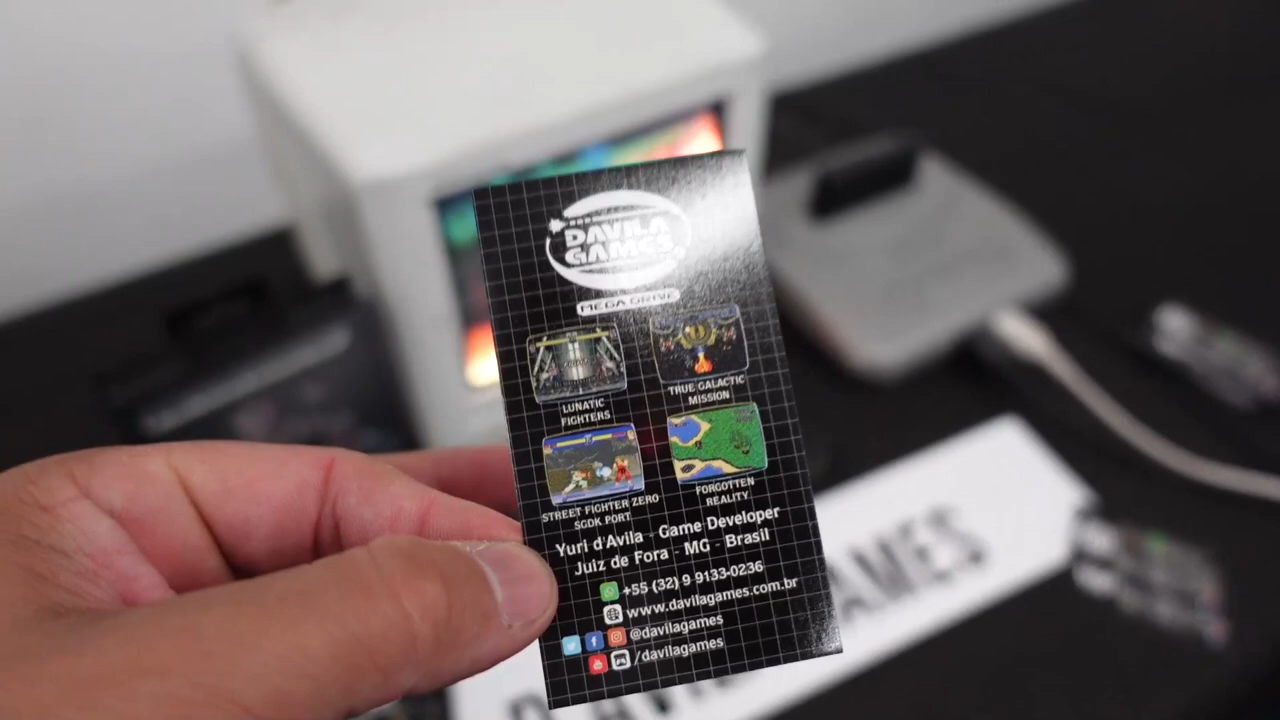 DAVILA
GAMES
MEGA DRIVE
LUNATIC
FIGHTERS
TRUE GALACTIC
MISSION
STREET FIGHTER ZERO
SGDK PORT
FORGOTTEN
REALITY
Yuri d'Avila - Game Developer
Juiz de Fora - MG - Brasil
+55 (32) 9 9133-0236
www.davilagames.com.br
@davilagames
/davilagames
AMES